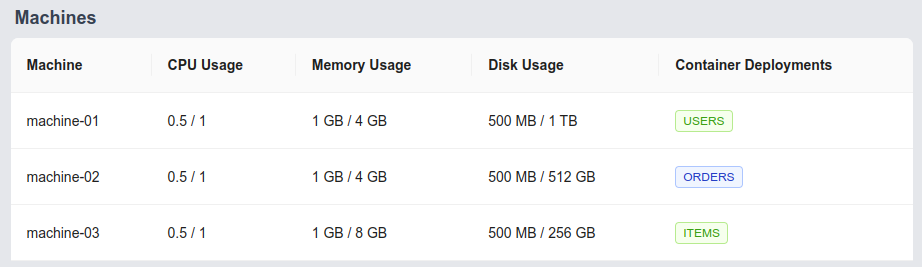 Machines
Machine CPU Usage Memory Usage Disk Usage Container Deployments
machine-01 0.5 / 1 1 GB / 4 GB 500 MB / 1 TB USERS
machine-02 0.5 / 1 1 GB / 4 GB 500 MB / 512 GB ORDERS
machine-03 0.5 / 1 1 GB / 8 GB 500 MB / 256 GB ITEMS